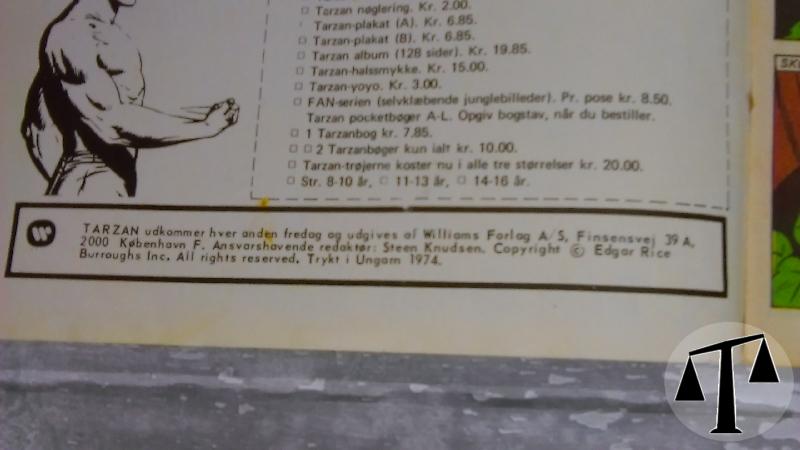 Tarzan nøglering. Kr. 2.00.
Tarzan-plakat (A). Kr. 6.85.
Tarzan-plakat (B). Kr. 6.85.
Tarzan album (128 sider). Kr. 19.85.
Tarzan-halssmykke. Kr. 15.00.
Tarzan-yoyo. Kr. 3.00.
FAN-serien (selvklæbende junglebilleder). Pr. pose kr. 8.50.
Tarzan pocketbøger A-L. Opgiv bogstav, når du bestiller.
1 Tarzanbog kr. 7,85.
2 Tarzanbøger kun ialt kr. 10.00.
Tarzan-trøjerne koster nu i alle tre størrelser kr. 20.00.
Str. 8-10 år, 11-13 år, 14-16 år.
TARZAN udkommer hver anden fredag og udgives af Williams Forlag A/S, Finsensvej 39 A,
2000 København F. Ansvarshavende redaktør: Steen Knudsen. Copyright © Edgar Rice
Burroughs Inc. All rights reserved. Trykt i Ungarn 1974.